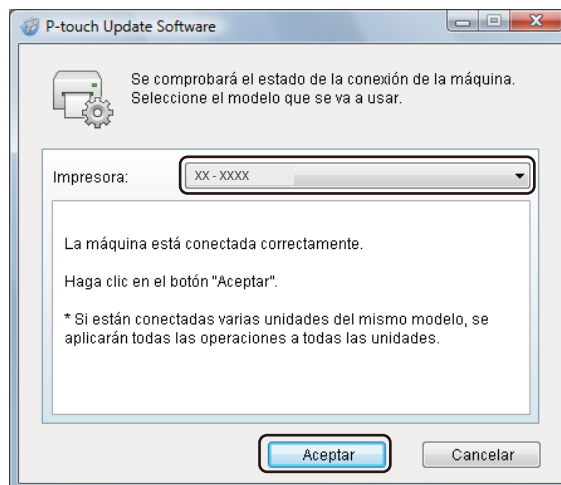 P-touch Update Software
Se comprobará el estado de la conexión de la máquina.
Seleccione el modelo que se va a usar.
Impresora:
XX - XXXX
La máquina está conectada correctamente.
Haga clic en el botón "Aceptar".
* Si están conectadas varias unidades del mismo modelo, se
aplicarán todas las operaciones a todas las unidades.
Aceptar
Cancelar